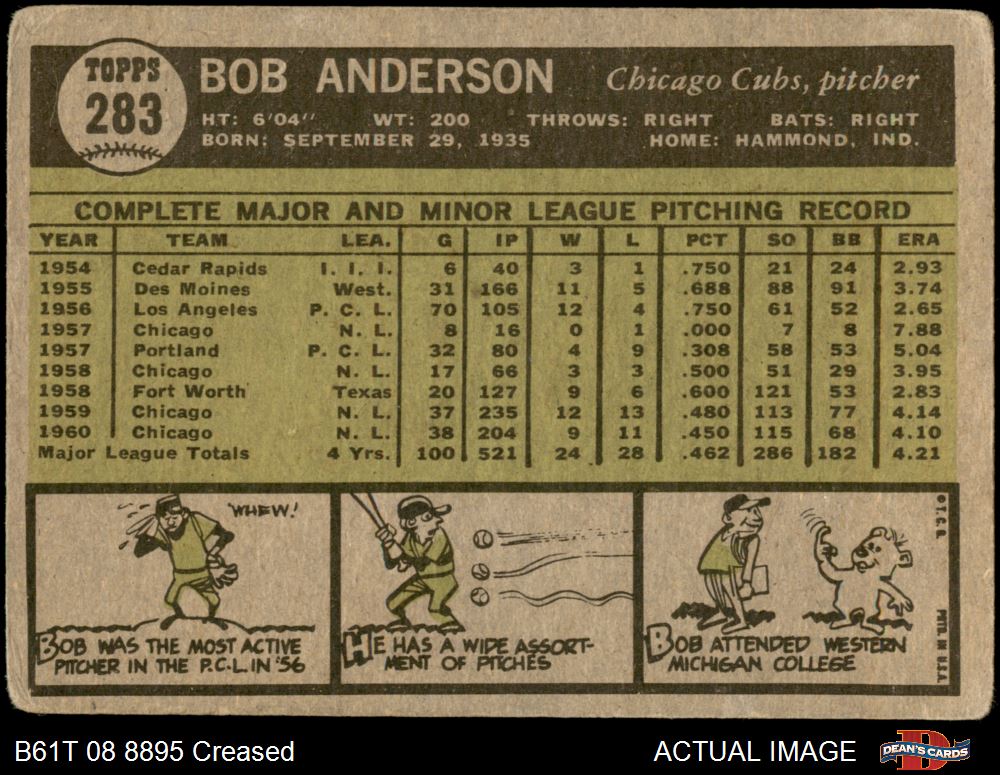 TOPPS
283
BOB ANDERSON
Chicago Cubs, pitcher
HT: 6'04" WT: 200 THROWS: RIGHT BATS: RIGHT
BORN: SEPTEMBER 29, 1935 HOME: HAMMOND, IND.
COMPLETE MAJOR AND MINOR LEAGUE PITCHING RECORD
YEAR TEAM LEA. G IP W L PCT SO BB ERA
1954 Cedar Rapids I. I. I. 6 40 3 1 .750 21 24 2.93
1955 Des Moines West. 31 166 11 5 .688 88 91 3.74
1956 Los Angeles P. C. L. 70 105 12 4 .750 61 52 2.65
1957 Chicago N. L. 8 16 0 1 .000 7 8 7.88
1957 Portland P. C. L. 32 80 4 9 .308 58 53 5.04
1958 Chicago N. L. 17 66 3 3 .500 51 29 3.95
1958 Fort Worth Texas 20 127 9 6 .600 121 53 2.83
1959 Chicago N. L. 37 235 12 13 .480 113 77 4.14
1960 Chicago N. L. 38 204 9 11 .450 115 68 4.10
Major League Totals 4 Yrs. 100 521 24 28 .462 286 182 4.21
"WHEW!
BOB WAS THE MOST ACTIVE
PITCHER IN THE P.C.L. IN '56
HE HAS A WIDE ASSORT-
MENT OF PITCHES
BOB ATTENDED WESTERN
MICHIGAN COLLEGE
© T. C. G.
PRTD. IN U.S.A.
B61T 08 8895 Creased
ACTUAL IMAGE
DEAN'S CARDS